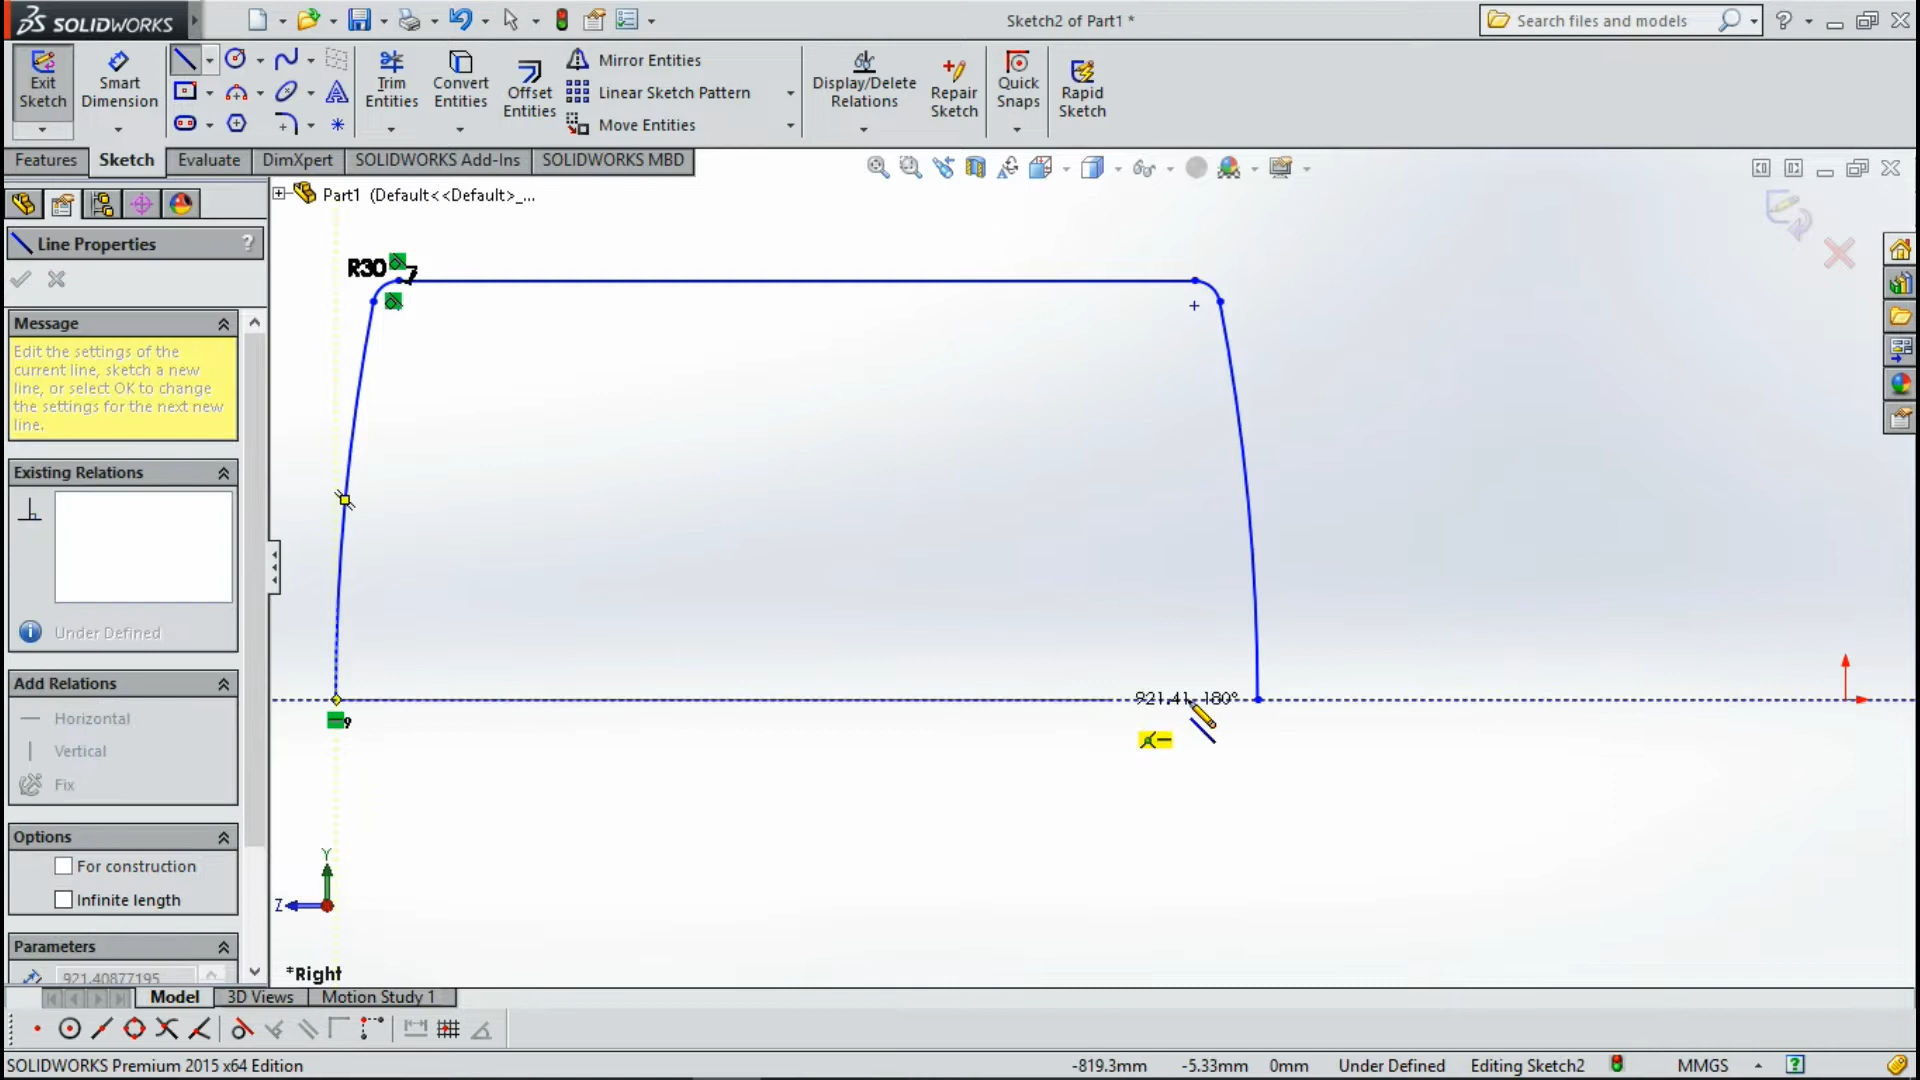 SOLIDWORKS
Sketch2 of Part1 *
Search files and models
Exit Sketch
Smart Dimension
Trim Entities
Convert Entities
Offset Entities
Mirror Entities
Linear Sketch Pattern
Move Entities
Display/Delete Relations
Repair Sketch
Quick Snaps
Rapid Sketch
Features
Sketch
Evaluate
DimXpert
SOLIDWORKS Add-Ins
SOLIDWORKS MBD
Part1 (Default<<Default>_...
Line Properties
?
Message
Edit the settings of the
current line, sketch a new
line, or select OK to change
the settings for the next new
line.
Existing Relations
Under Defined
Add Relations
Horizontal
Vertical
Fix
Options
For construction
Infinite length
Parameters
921.40877195
R30
7
9
921.41, 180°
Y
Z
*Right
Model
3D Views
Motion Study 1
SOLIDWORKS Premium 2015 x64 Edition
-819.3mm
-5.33mm
0mm
Under Defined
Editing Sketch2
MMGS
?